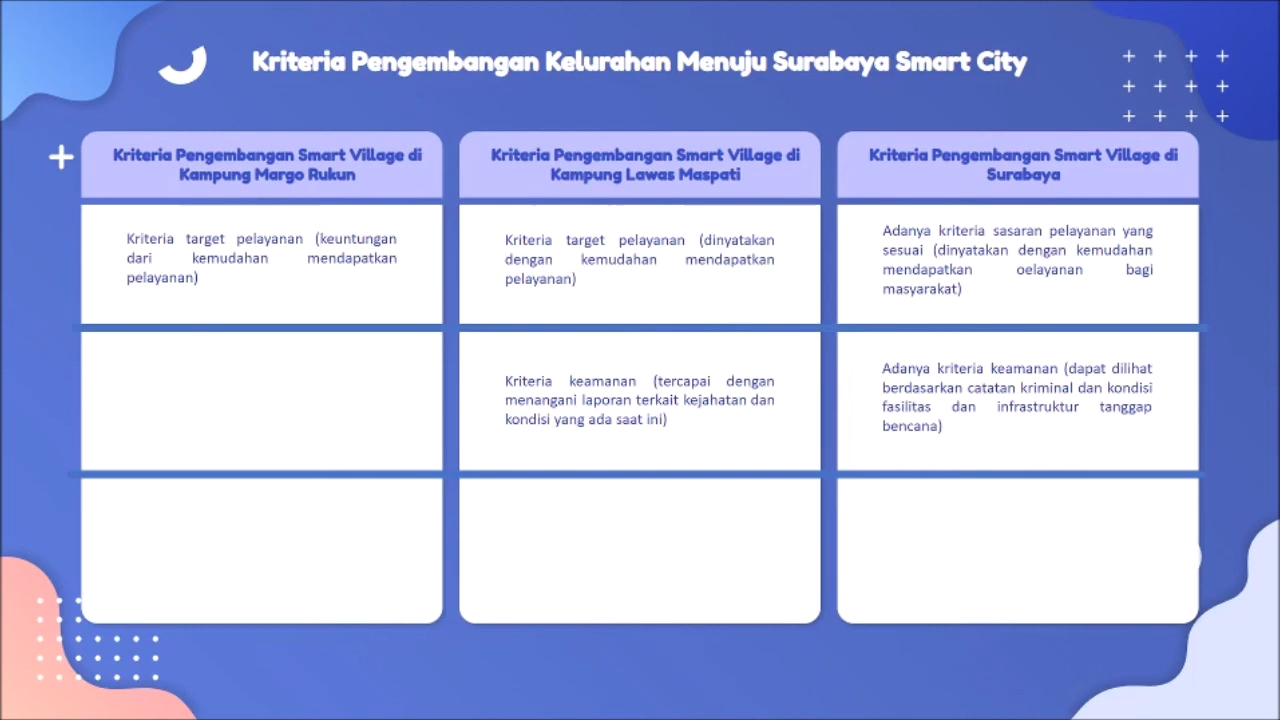 Kriteria Pengembangan Kelurahan Menuju Surabaya Smart City
Kriteria Pengembangan Smart Village di
Kampung Margo Rukun
Kriteria Pengembangan Smart Village di
Kampung Lawas Maspati
Kriteria Pengembangan Smart Village di
Surabaya
Kriteria target pelayanan (keuntungan
dari kemudahan mendapatkan
pelayanan)
Kriteria target pelayanan (dinyatakan
dengan kemudahan mendapatkan
pelayanan)
Adanya kriteria sasaran pelayanan yang
sesuai (dinyatakan dengan kemudahan
mendapatkan oelayanan bagi
masyarakat)
Kriteria keamanan (tercapai dengan
menangani laporan terkait kejahatan dan
kondisi yang ada saat ini)
Adanya kriteria keamanan (dapat dilihat
berdasarkan catatan kriminal dan kondisi
fasilitas dan infrastruktur tanggap
bencana)